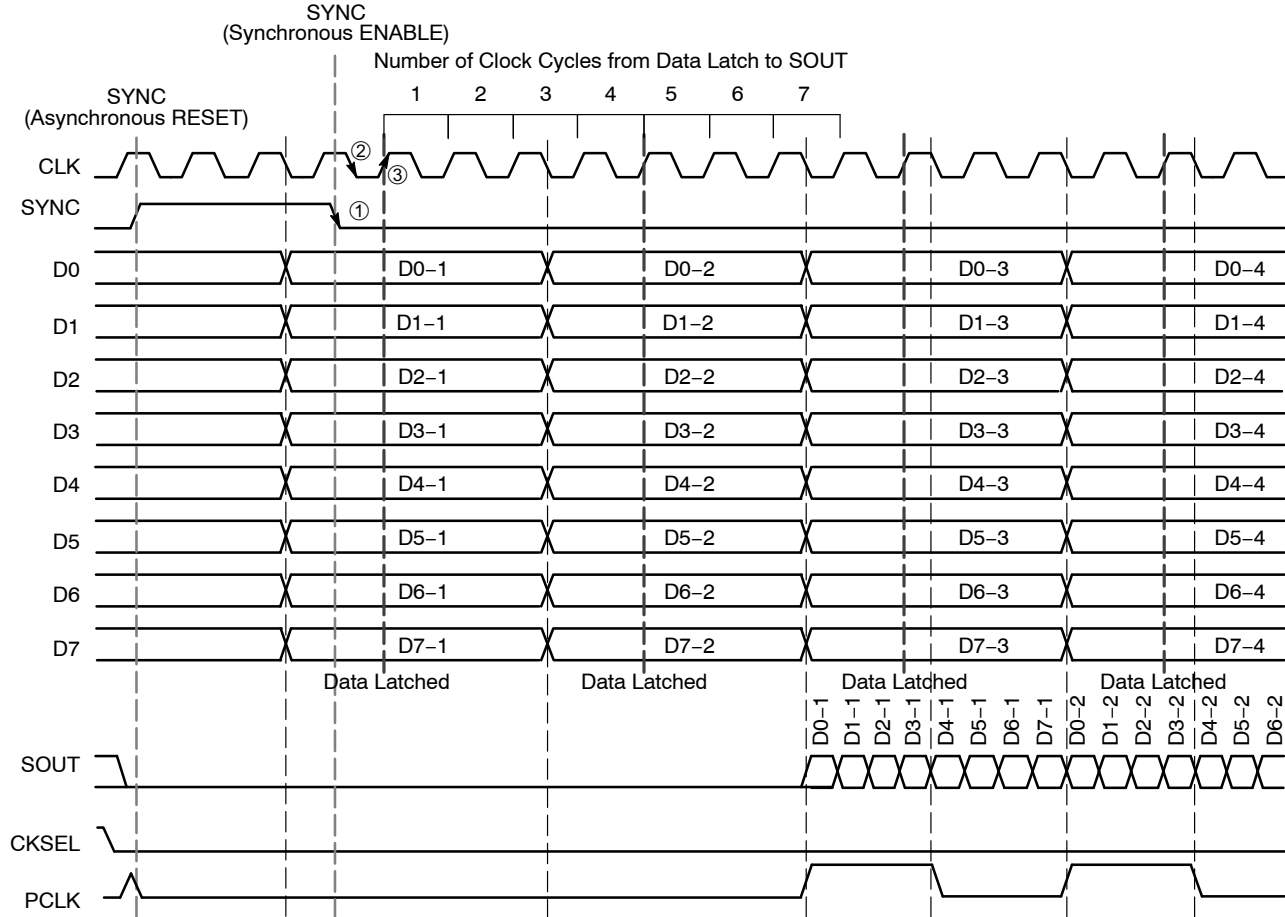 SYNC
(Synchronous ENABLE)
Number of Clock Cycles from Data Latch to SOUT
SYNC
(Asynchronous RESET)
1 2 3 4 5 6 7
CLK
② ③
SYNC
①
D0 D0−1 D0−2 D0−3 D0−4
D1 D1−1 D1−2 D1−3 D1−4
D2 D2−1 D2−2 D2−3 D2−4
D3 D3−1 D3−2 D3−3 D3−4
D4 D4−1 D4−2 D4−3 D4−4
D5 D5−1 D5−2 D5−3 D5−4
D6 D6−1 D6−2 D6−3 D6−4
D7 D7−1 D7−2 D7−3 D7−4
Data Latched Data Latched Data Latched Data Latched
D0−1 D1−1 D2−1 D3−1 D4−1 D5−1 D6−1 D7−1 D0−2 D1−2 D2−2 D3−2 D4−2 D5−2 D6−2
SOUT
CKSEL
PCLK